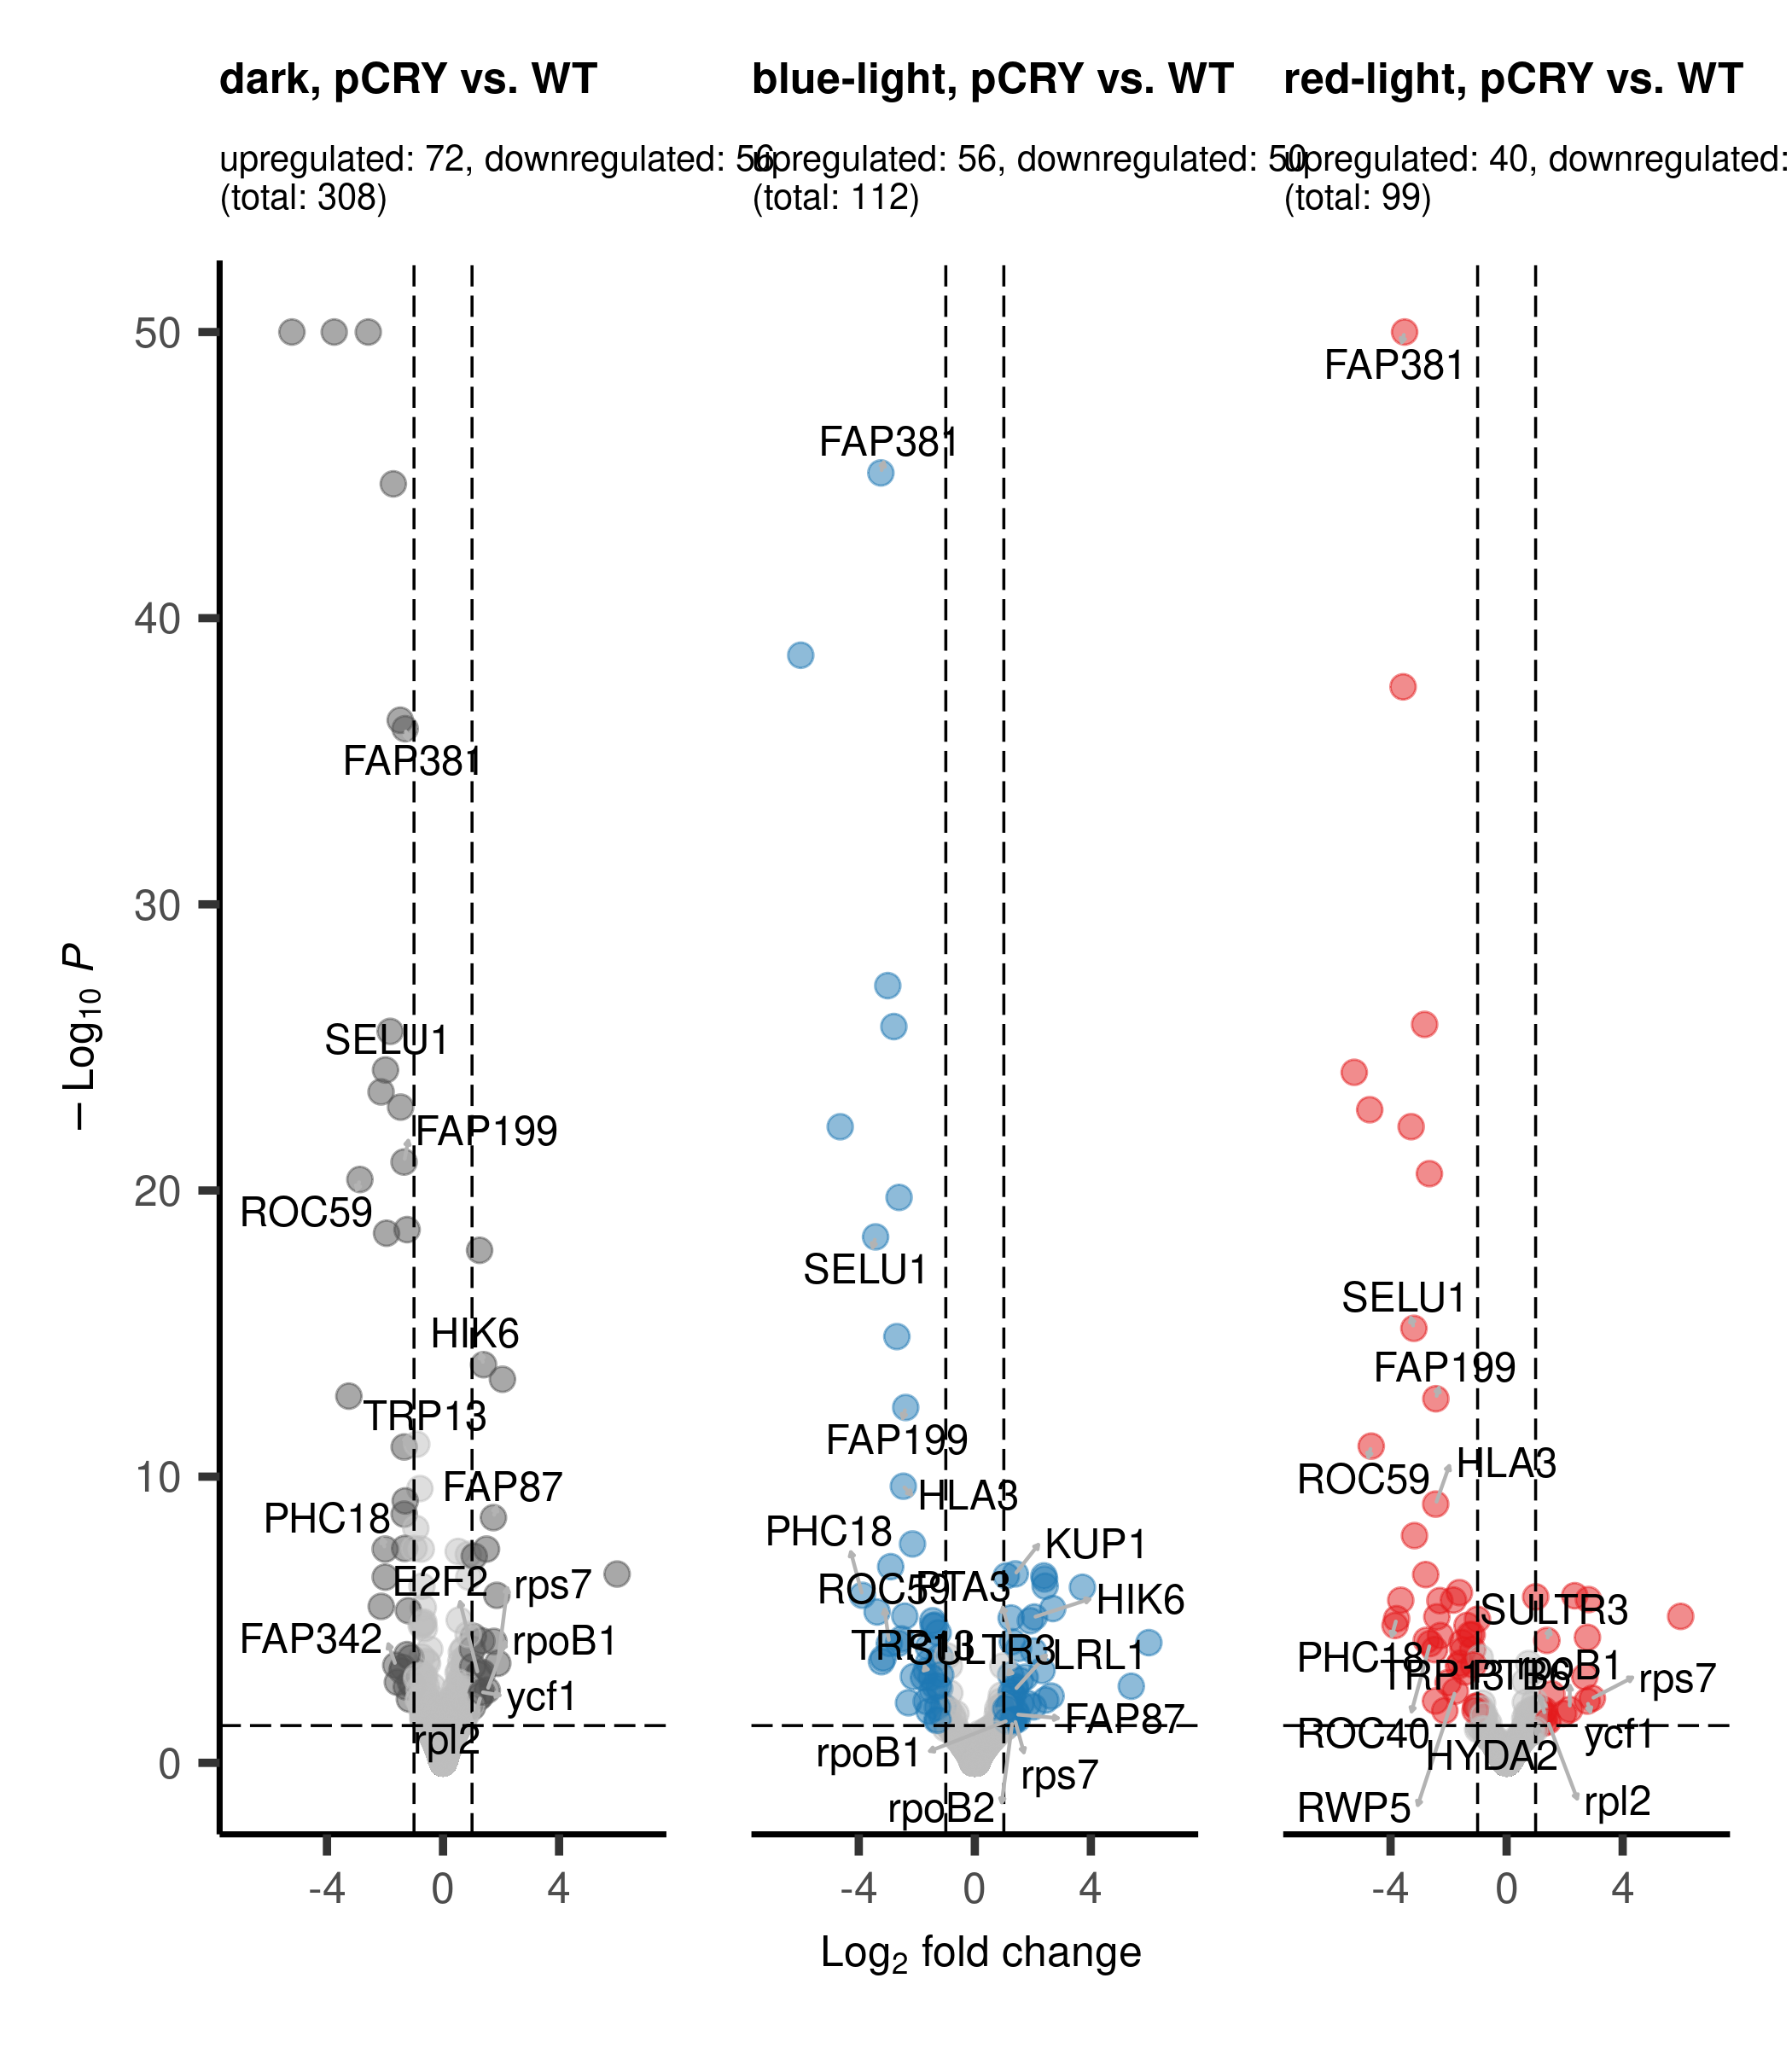 dark, pCRY vs. WT
upregulated: 72, downregulated: 56
(total: 308)
blue-light, pCRY vs. WT
upregulated: 56, downregulated: 50
(total: 112)
red-light, pCRY vs. WT
upregulated: 40, downregulated:
(total: 99)
− Log10 P
50
40
30
20
10
0
FAP381
SELU1
FAP199
ROC59
HIK6
TRP13
FAP87
PHC18
E2F2
rps7
FAP342
rpoB1
ycf1
rpl2
-4
0
4
FAP381
SELU1
FAP199
HLA3
PHC18
KUP1
ROC59
PTA3
HIK6
TRP13
SULTR3
LRL1
FAP87
rpoB1
rps7
rpoB2
-4
0
4
FAP381
SELU1
FAP199
HLA3
ROC59
SULTR3
PHC18
TRP13
rpoB1
rps7
ROC40
ycf1
HYDA2
RWP5
rpl2
-4
0
4
Log2 fold change